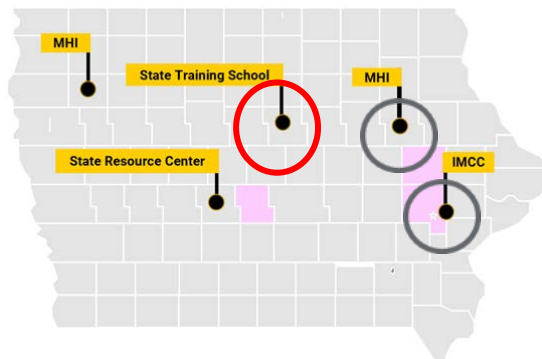 MHI
State Training School
MHI
State Resource Center
IMCC